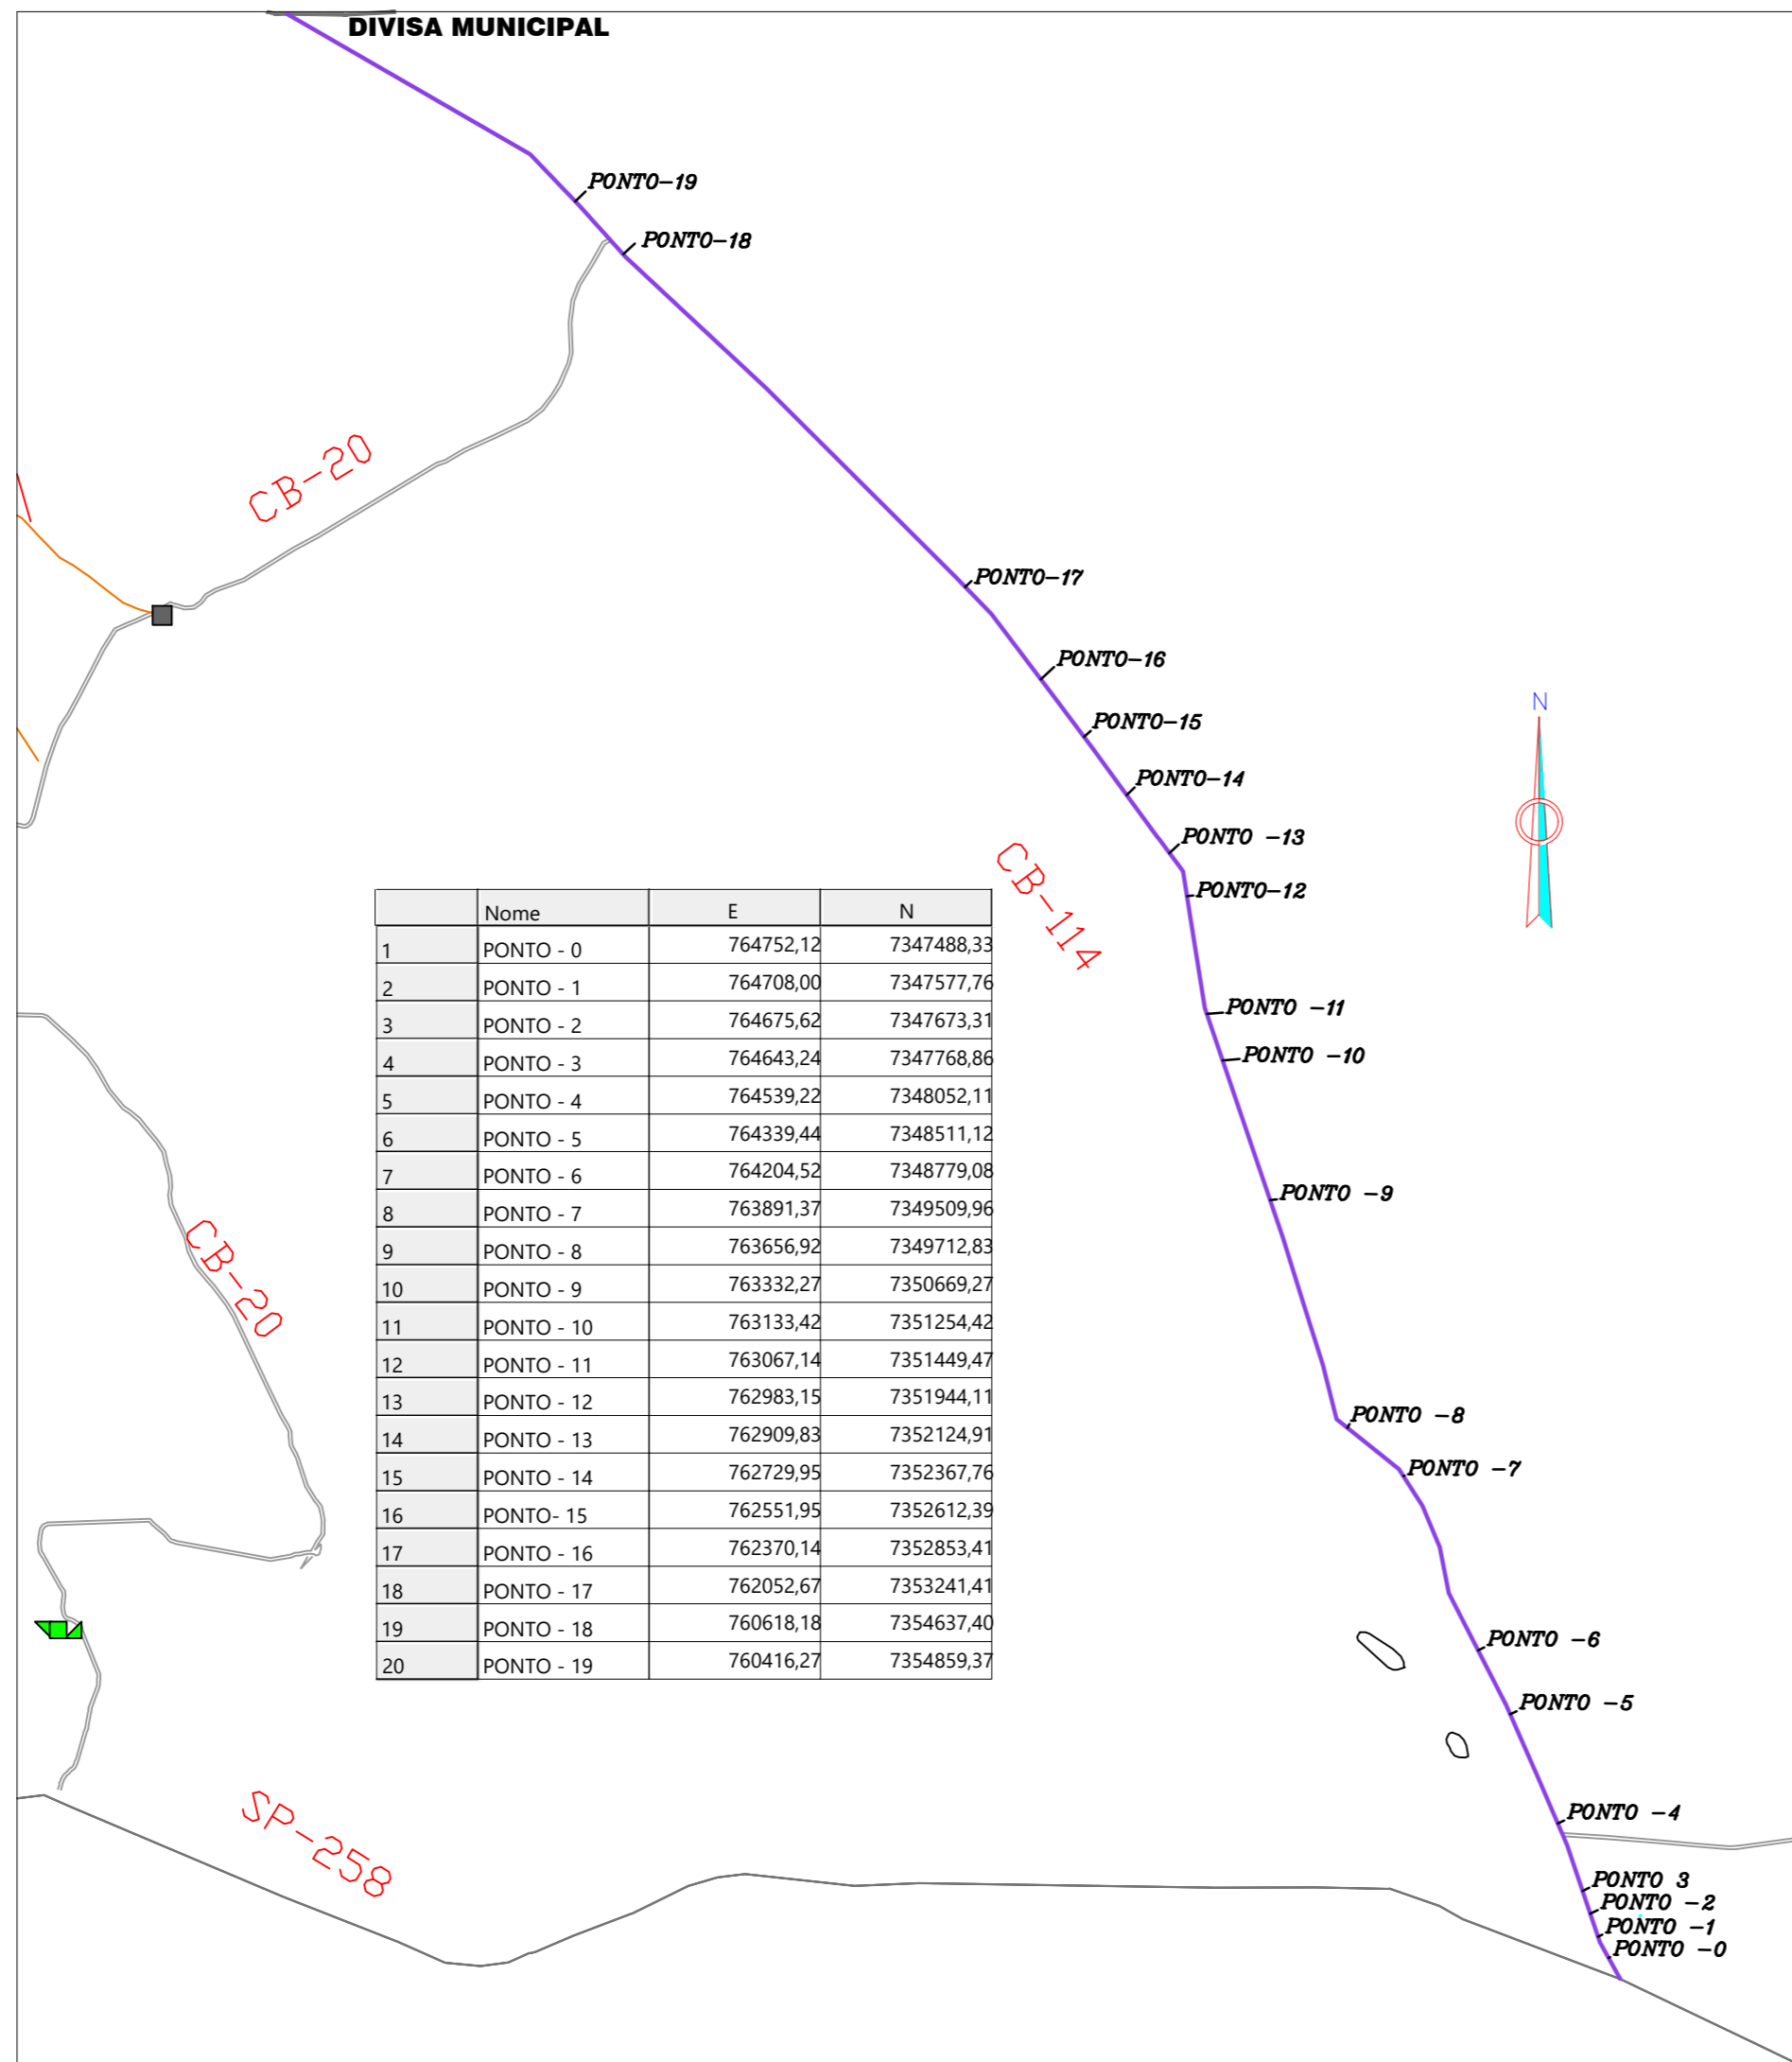 DIVISA MUNICIPAL
PONTO-19
PONTO-18
CB-20
PONTO-17
PONTO-16
N
PONTO-15
PONTO-14
PONTO -13
CB-114
PONTO-12
Nome E N
1 PONTO - 0 764752,12 7347488,33
2 PONTO - 1 764708,00 7347577,76
3 PONTO - 2 764675,62 7347673,31
4 PONTO - 3 764643,24 7347768,86
5 PONTO - 4 764539,22 7348052,11
6 PONTO - 5 764339,44 7348511,12
7 PONTO - 6 764204,52 7348779,08
8 PONTO - 7 763891,37 7349509,96
9 PONTO - 8 763656,92 7349712,83
10 PONTO - 9 763332,27 7350669,27
11 PONTO - 10 763133,42 7351254,42
12 PONTO - 11 763067,14 7351449,47
13 PONTO - 12 762983,15 7351944,11
14 PONTO - 13 762909,83 7352124,91
15 PONTO - 14 762729,95 7352367,76
16 PONTO- 15 762551,95 7352612,39
17 PONTO - 16 762370,14 7352853,41
18 PONTO - 17 762052,67 7353241,41
19 PONTO - 18 760618,18 7354637,40
20 PONTO - 19 760416,27 7354859,37
PONTO -11
PONTO -10
PONTO -9
CB-20
PONTO -8
PONTO -7
PONTO -6
PONTO -5
PONTO -4
SP-258
PONTO 3
PONTO -2
PONTO -1
PONTO -0